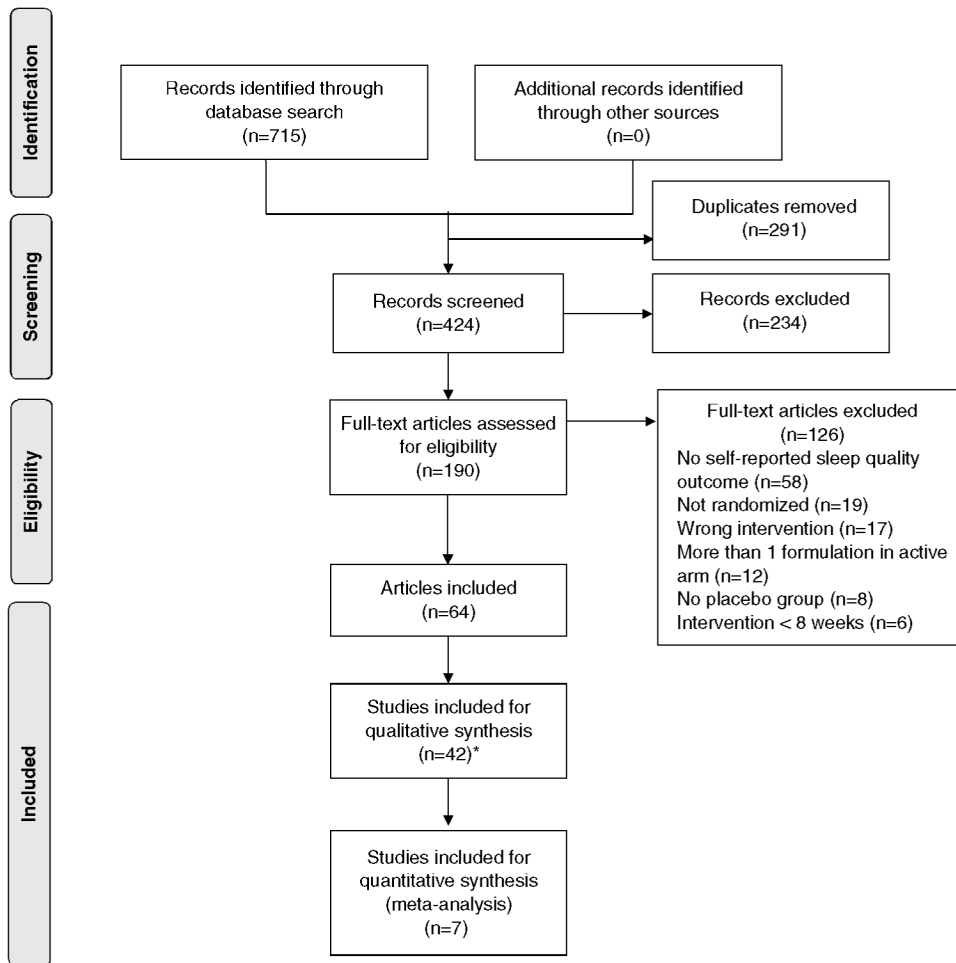 Identification
Records identified through
database search
(n=715)
Additional records identified
through other sources
(n=0)
Screening
Duplicates removed
(n=291)
Records screened
(n=424)
Records excluded
(n=234)
Eligibility
Full-text articles assessed
for eligibility
(n=190)
Full-text articles excluded
(n=126)
No self-reported sleep quality
outcome (n=58)
Not randomized (n=19)
Wrong intervention (n=17)
More than 1 formulation in active
arm (n=12)
No placebo group (n=8)
Intervention < 8 weeks (n=6)
Articles included
(n=64)
Included
Studies included for
qualitative synthesis
(n=42)*
Studies included for
quantitative synthesis
(meta-analysis)
(n=7)